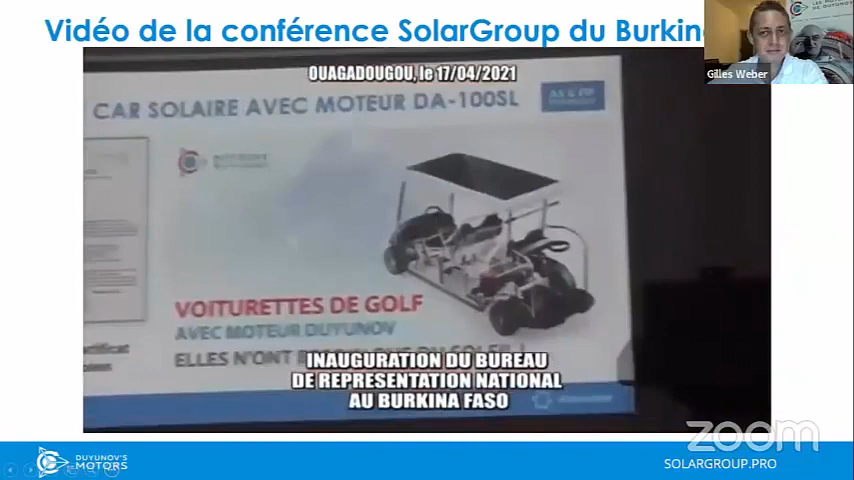 Vidéo de la conférence SolarGroup du Burkin
Gilles Weber
OUAGADOUGOU, le 17/04/2021
CAR SOLAIRE AVEC MOTEUR DA-100SL
VOITURETTES DE GOLF
AVEC MOTEUR DUYUNOV
ELLES N'ONT
INAUGURATION DU BUREAU
DE REPRESENTATION NATIONAL
AU BURKINA FASO
zoom
DUYUNOV'S
MOTORS
SOLARGROUP.PRO